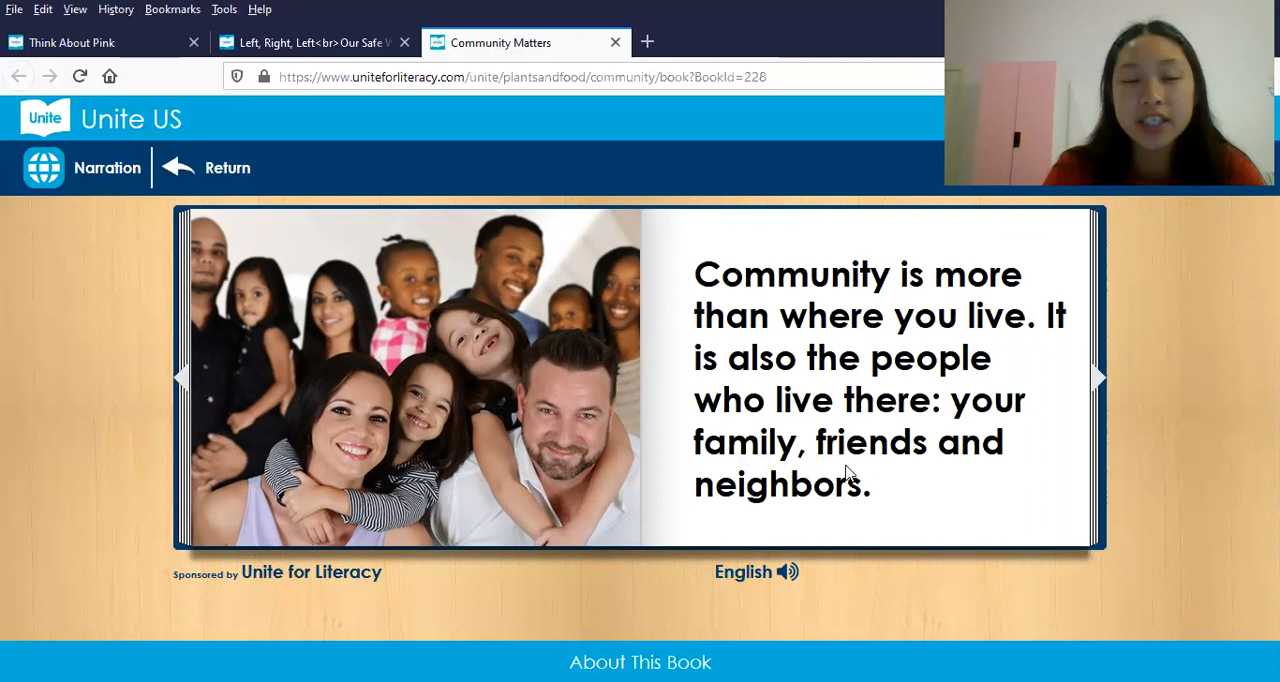 File Edit View History Bookmarks Tools Help
Think About Pink
Left, Right, Left<br>Our Safe
Community Matters
https://www.uniteforliteracy.com/unite/plantsandfood/community/book?BookId=228
Unite Unite US
Narration Return
Community is more
than where you live. It
is also the people
who live there: your
family, friends and
neighbors.
Sponsored by Unite for Literacy English
About This Book